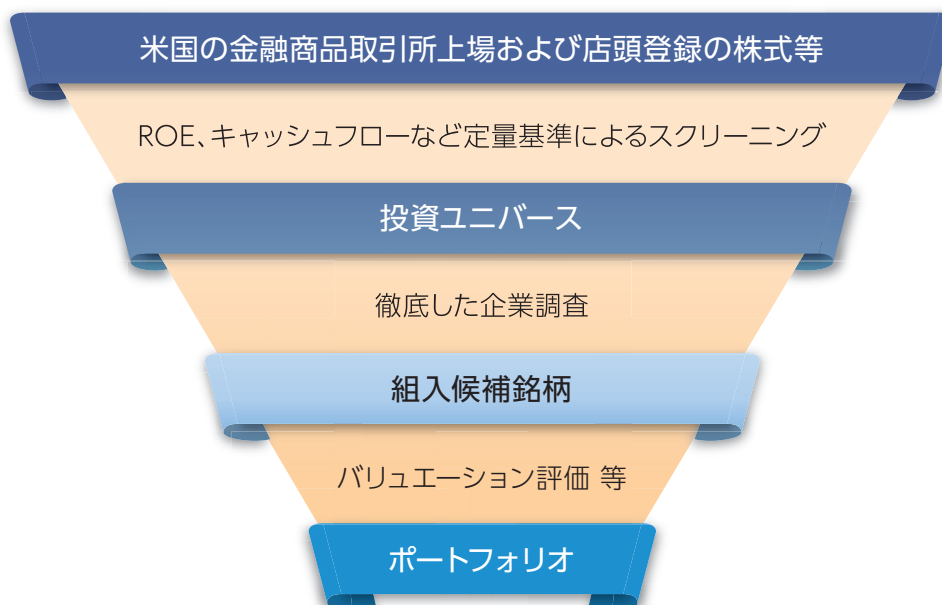 米国の金融商品取引所上場および店頭登録の株式等
ROE、キャッシュフローなど定量基準によるスクリーニング
投資ユニバース
徹底した企業調査
組入候補銘柄
バリュエーション評価 等
ポートフォリオ